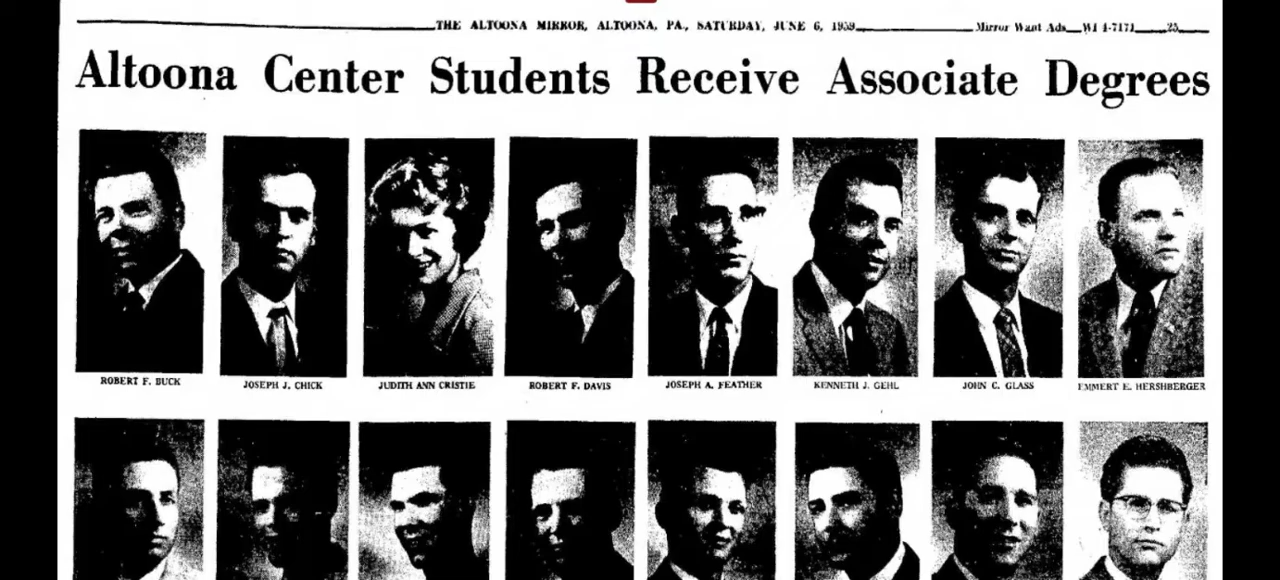 THE ALTOONA MIRROR, ALTOONA, PA., SATURDAY, JUNE 6, 1959 Mirror Want Ads WI 4-7171 25
Altoona Center Students Receive Associate Degrees
ROBERT F. BUCK JOSEPH J. CHICK JUDITH ANN CRISTIE ROBERT F. DAVIS JOSEPH A. FEATHER KENNETH J. GEHL JOHN C. GLASS EMMERT E. HERSHBERGER